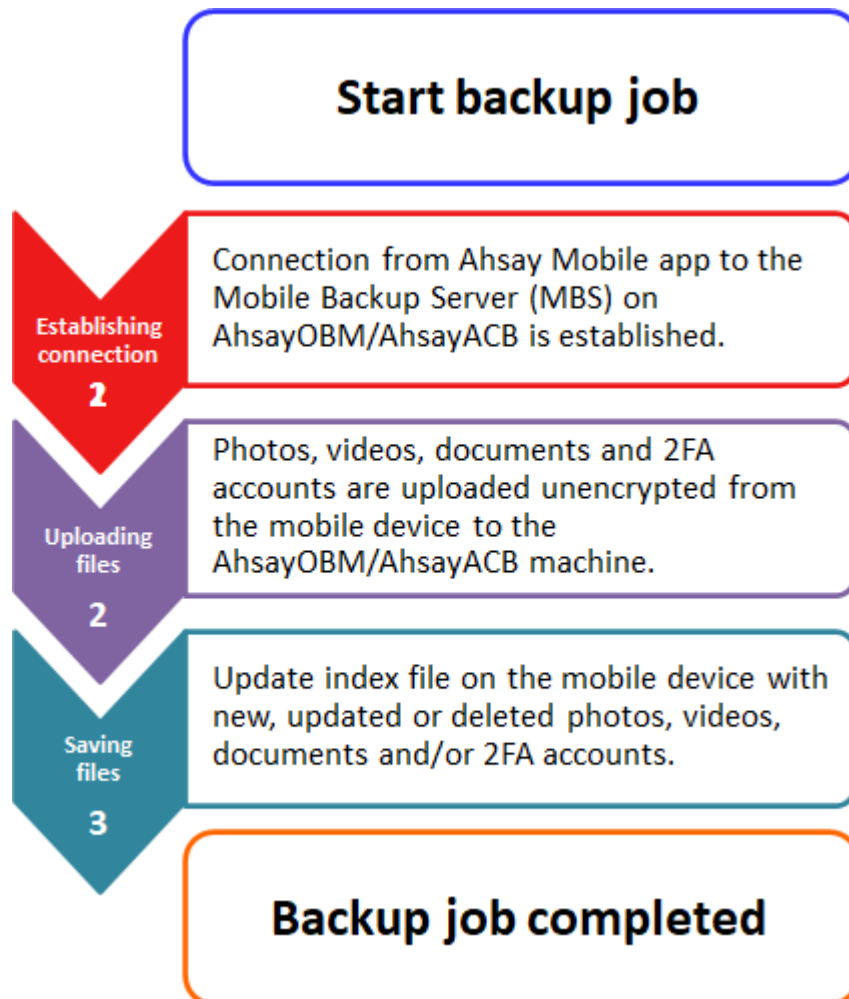 Start backup job
Establishing
connection
Connection from Ahsay Mobile app to the
Mobile Backup Server (MBS) on
AhsayOBM/AhsayACB is established.
Uploading
files
2
Photos, videos, documents and 2FA
accounts are uploaded unencrypted from
the mobile device to the
AhsayOBM/AhsayACB machine.
Saving
files
3
Update index file on the mobile device with
new, updated or deleted photos, videos,
documents and/or 2FA accounts.
Backup job completed